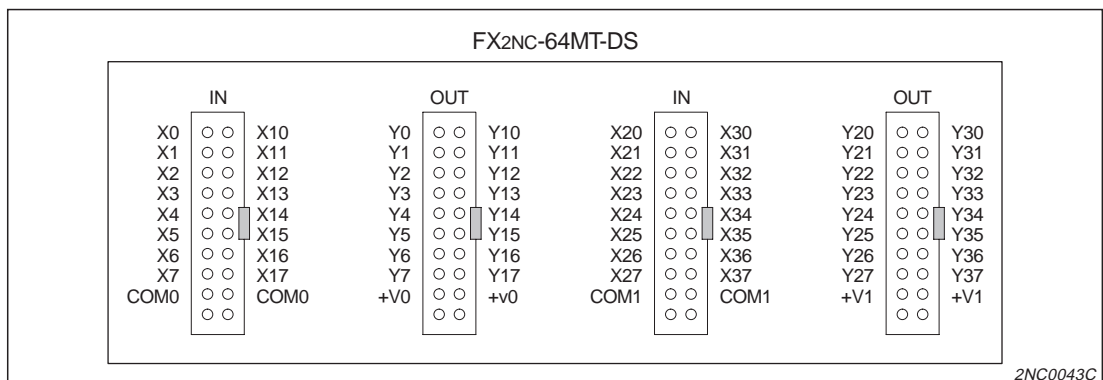 FX2NC-64MT-DS
IN OUT IN OUT
X0 X10 Y0 Y10 X20 X30 Y20 Y30
X1 X11 Y1 Y11 X21 X31 Y21 Y31
X2 X12 Y2 Y12 X22 X32 Y22 Y32
X3 X13 Y3 Y13 X23 X33 Y23 Y33
X4 X14 Y4 Y14 X24 X34 Y24 Y34
X5 X15 Y5 Y15 X25 X35 Y25 Y35
X6 X16 Y6 Y16 X26 X36 Y26 Y36
X7 X17 Y7 Y17 X27 X37 Y27 Y37
COM0 COM0 +V0 +v0 COM1 COM1 +V1 +V1
2NC0043C